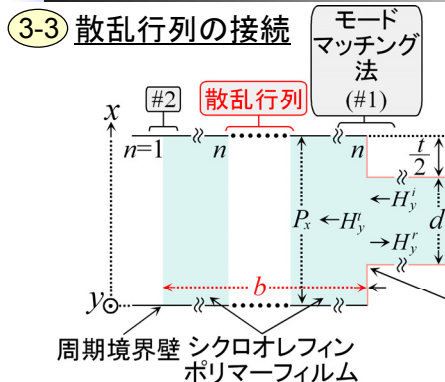 3-3 散乱行列の接続
モード
マッチング
法
(#1)
#2
散乱行列
x
n=1
n
n
t/2
P_x
←H_y^t
←H_y^i
→H_y^r
d
b
y
周期境界壁
シクロオレフィン
ポリマーフィルム